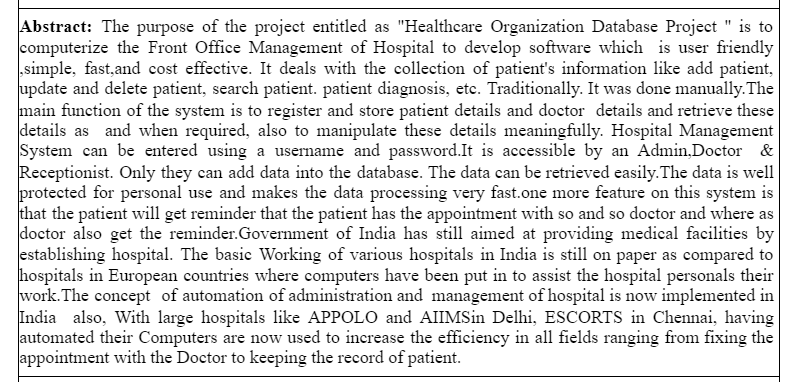 Abstract: The purpose of the project entitled as "Healthcare Organization Database Project " is to
computerize the Front Office Management of Hospital to develop software which is user friendly
,simple, fast,and cost effective. It deals with the collection of patient's information like add patient,
update and delete patient, search patient. patient diagnosis, etc. Traditionally. It was done manually.The
main function of the system is to register and store patient details and doctor details and retrieve these
details as and when required, also to manipulate these details meaningfully. Hospital Management
System can be entered using a username and password.It is accessible by an Admin,Doctor &
Receptionist. Only they can add data into the database. The data can be retrieved easily.The data is well
protected for personal use and makes the data processing very fast.one more feature on this system is
that the patient will get reminder that the patient has the appointment with so and so doctor and where as
doctor also get the reminder.Government of India has still aimed at providing medical facilities by
establishing hospital. The basic Working of various hospitals in India is still on paper as compared to
hospitals in European countries where computers have been put in to assist the hospital personals their
work.The concept of automation of administration and management of hospital is now implemented in
India also, With large hospitals like APPOLO and AIIMSin Delhi, ESCORTS in Chennai, having
automated their Computers are now used to increase the efficiency in all fields ranging from fixing the
appointment with the Doctor to keeping the record of patient.